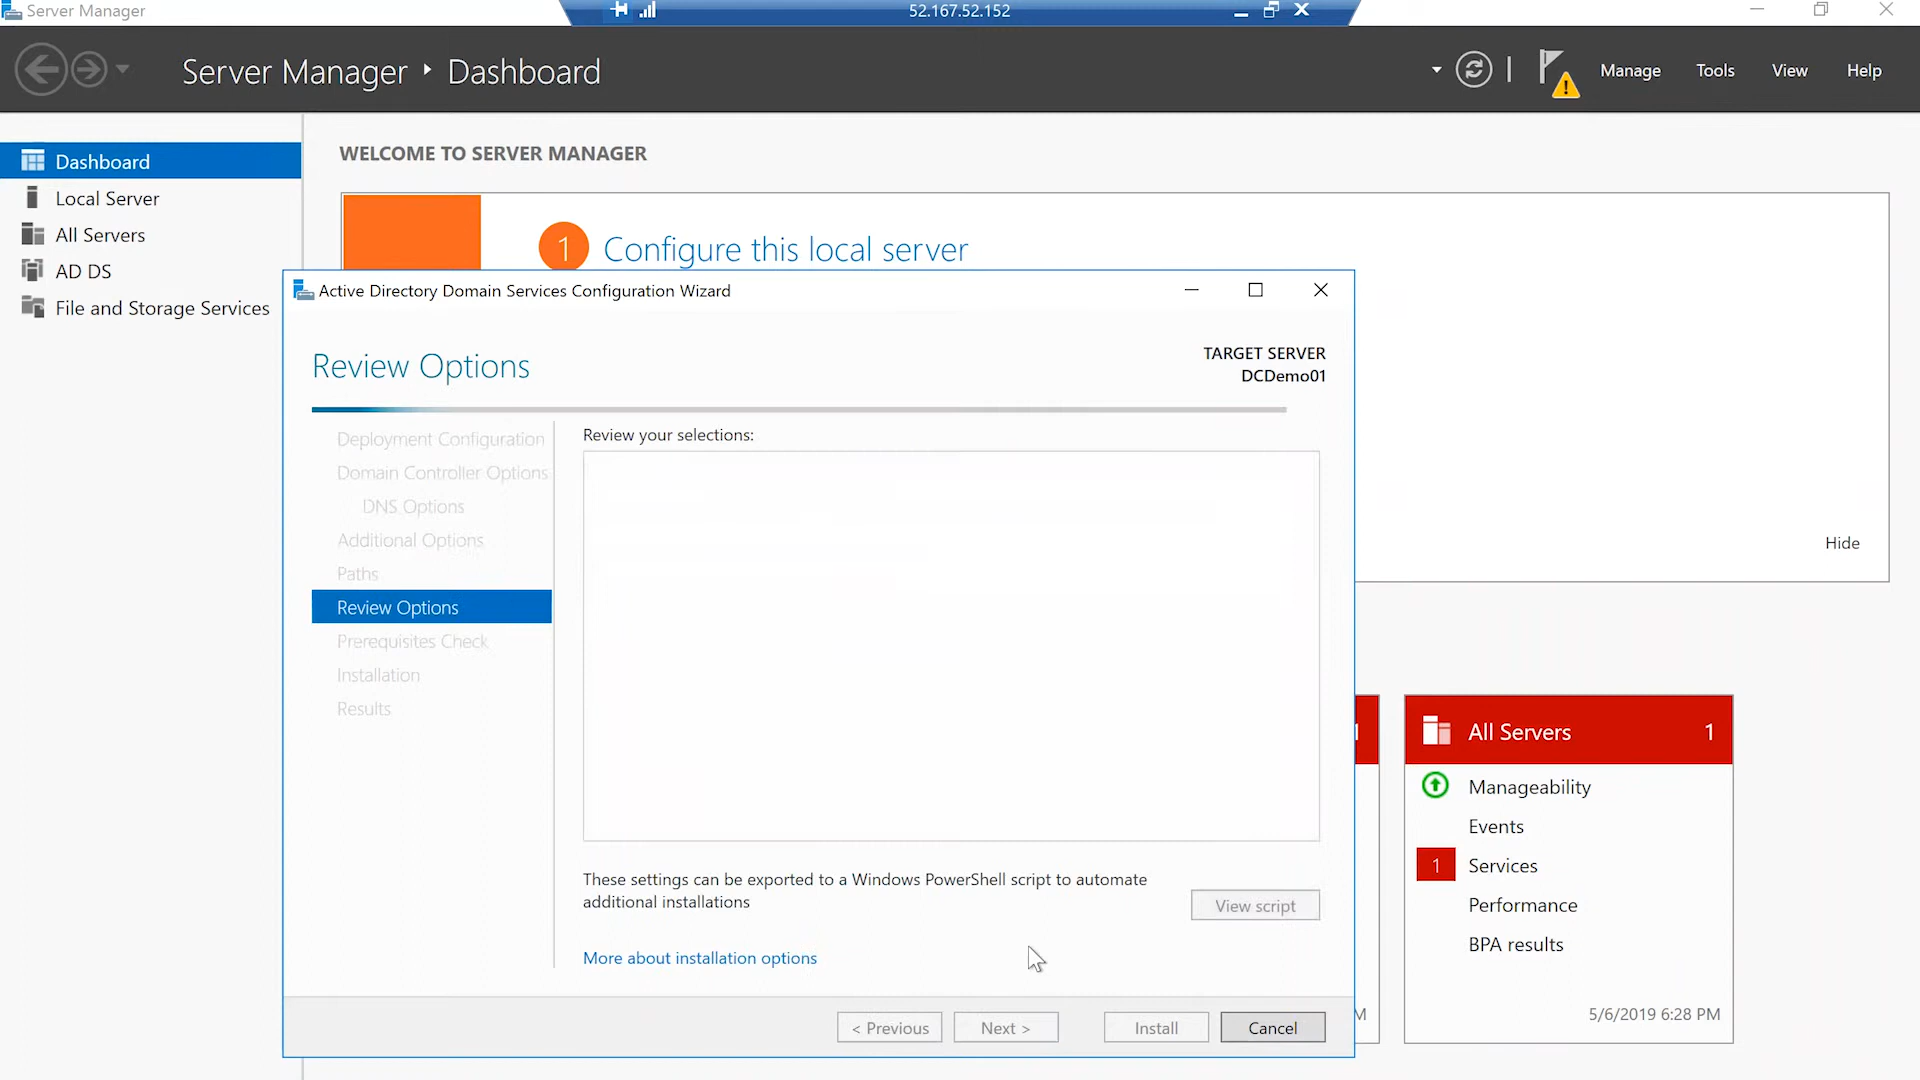 Server Manager
52.167.52.152
Server Manager
Dashboard
Manage
Tools
View
Help
Dashboard
Local Server
All Servers
AD DS
File and Storage Services
WELCOME TO SERVER MANAGER
1
Configure this local server
Hide
Active Directory Domain Services Configuration Wizard
Review Options
TARGET SERVER
DCDemo01
Deployment Configuration
Domain Controller Options
DNS Options
Additional Options
Paths
Review Options
Prerequisites Check
Installation
Results
Review your selections:
These settings can be exported to a Windows PowerShell script to automate
additional installations
View script
More about installation options
< Previous
Next >
Install
Cancel
1
M
All Servers
1
Manageability
Events
1
Services
Performance
BPA results
5/6/2019 6:28 PM